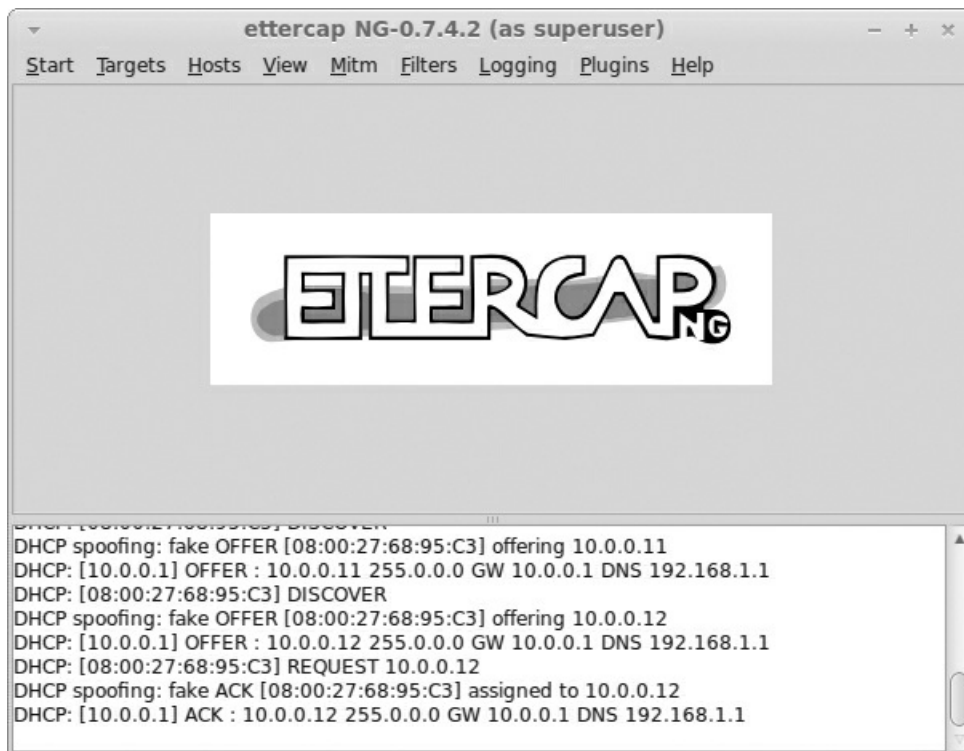 ettercap NG-0.7.4.2 (as superuser)
Start Targets Hosts View Mitm Filters Logging Plugins Help
ETTERCAP
NG
DHCP: [08:00:27:68:95:C3] DISCOVER
DHCP spoofing: fake OFFER [08:00:27:68:95:C3] offering 10.0.0.11
DHCP: [10.0.0.1] OFFER : 10.0.0.11 255.0.0.0 GW 10.0.0.1 DNS 192.168.1.1
DHCP: [08:00:27:68:95:C3] DISCOVER
DHCP spoofing: fake OFFER [08:00:27:68:95:C3] offering 10.0.0.12
DHCP: [10.0.0.1] OFFER : 10.0.0.12 255.0.0.0 GW 10.0.0.1 DNS 192.168.1.1
DHCP: [08:00:27:68:95:C3] REQUEST 10.0.0.12
DHCP spoofing: fake ACK [08:00:27:68:95:C3] assigned to 10.0.0.12
DHCP: [10.0.0.1] ACK : 10.0.0.12 255.0.0.0 GW 10.0.0.1 DNS 192.168.1.1